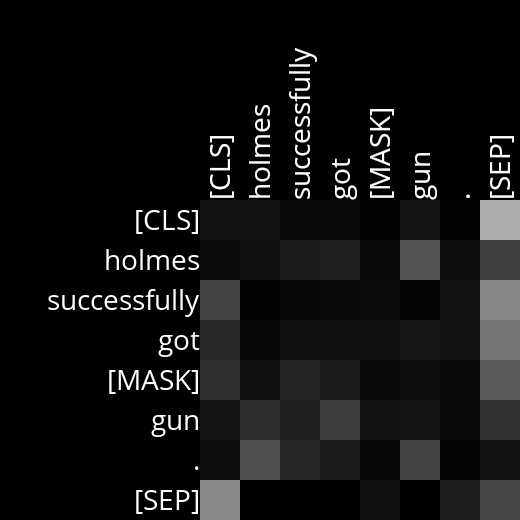 [CLS] holmes successfully got [MASK] gun . [SEP]
[CLS]
holmes
successfully
got
[MASK]
gun
.
[SEP]